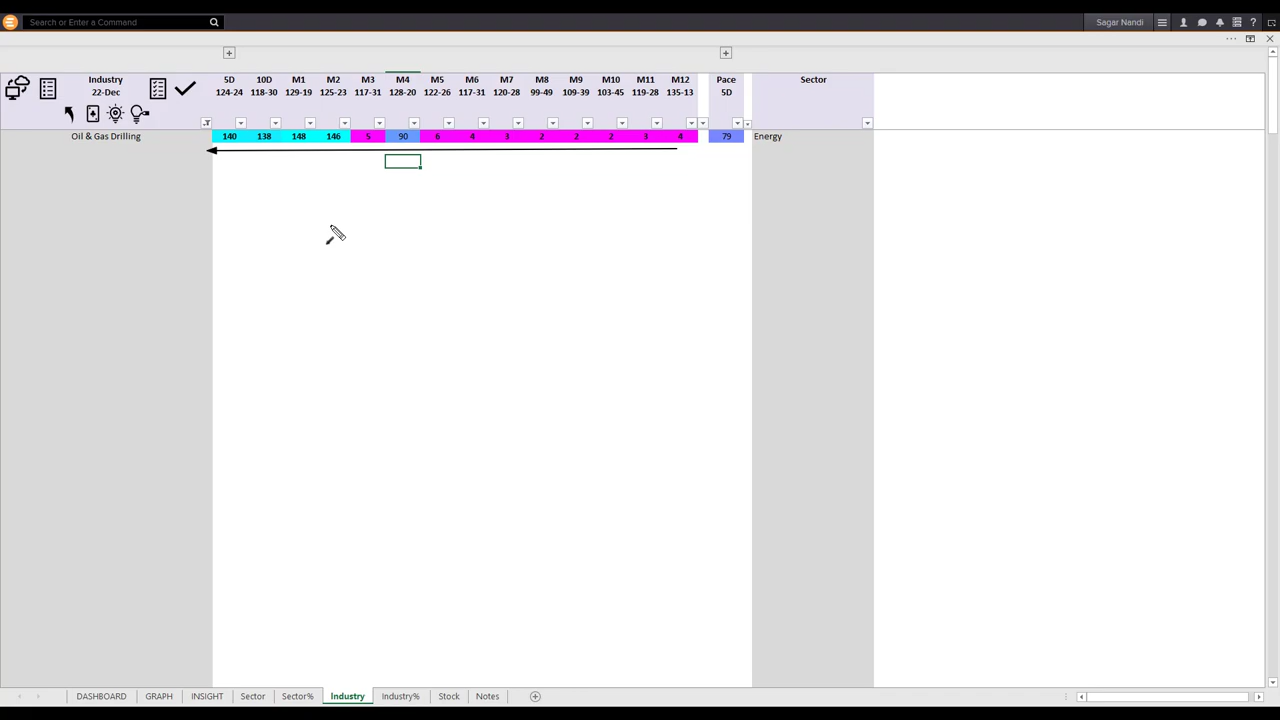 Search or Enter a Command
Sagar Nandi
Industry 5D 10D M1 M2 M3 M4 M5 M6 M7 M8 M9 M10 M11 M12 Pace Sector
22-Dec 124-24 118-30 129-19 125-23 117-31 128-20 122-26 117-31 120-28 99-49 109-39 103-45 119-28 135-13 5D
Oil & Gas Drilling 140 138 148 146 5 90 6 4 3 2 2 2 3 4 79 Energy
DASHBOARD GRAPH INSIGHT Sector Sector% Industry Industry% Stock Notes